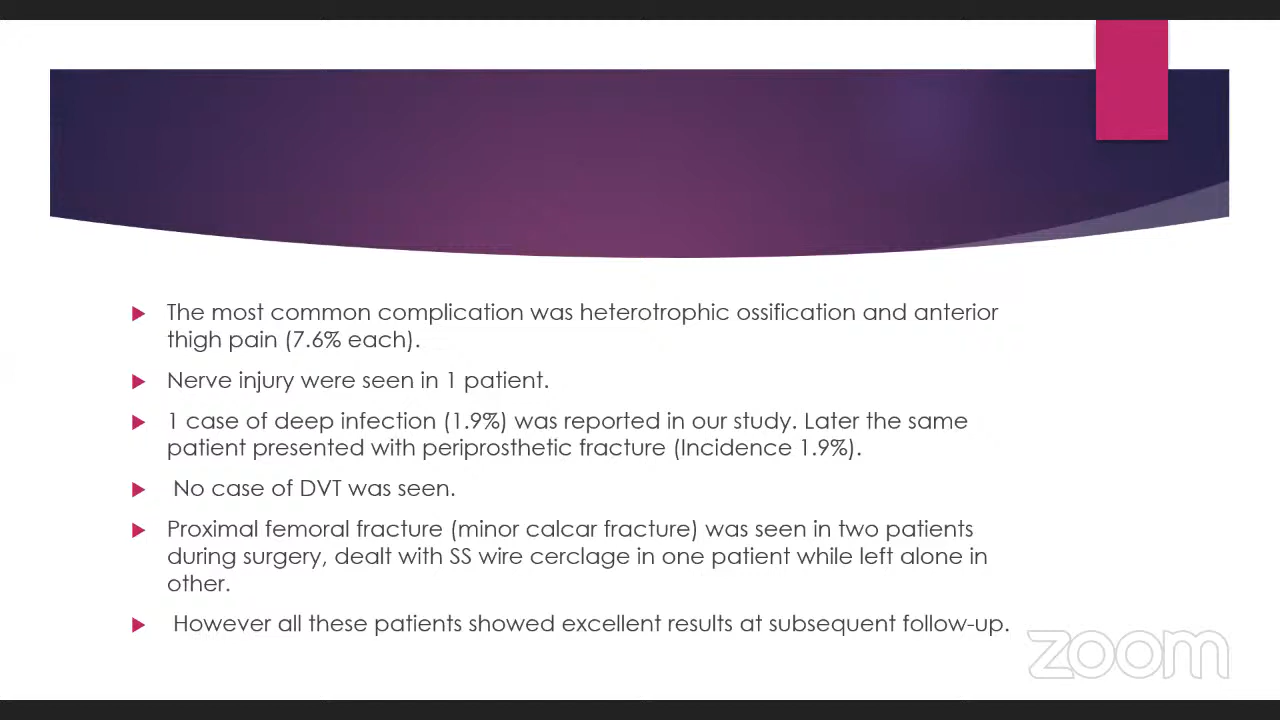 The most common complication was heterotrophic ossification and anterior
thigh pain (7.6% each).
Nerve injury were seen in 1 patient.
1 case of deep infection (1.9%) was reported in our study. Later the same
patient presented with periprosthetic fracture (Incidence 1.9%).
No case of DVT was seen.
Proximal femoral fracture (minor calcar fracture) was seen in two patients
during surgery, dealt with SS wire cerclage in one patient while left alone in
other.
However all these patients showed excellent results at subsequent follow-up.
zoom